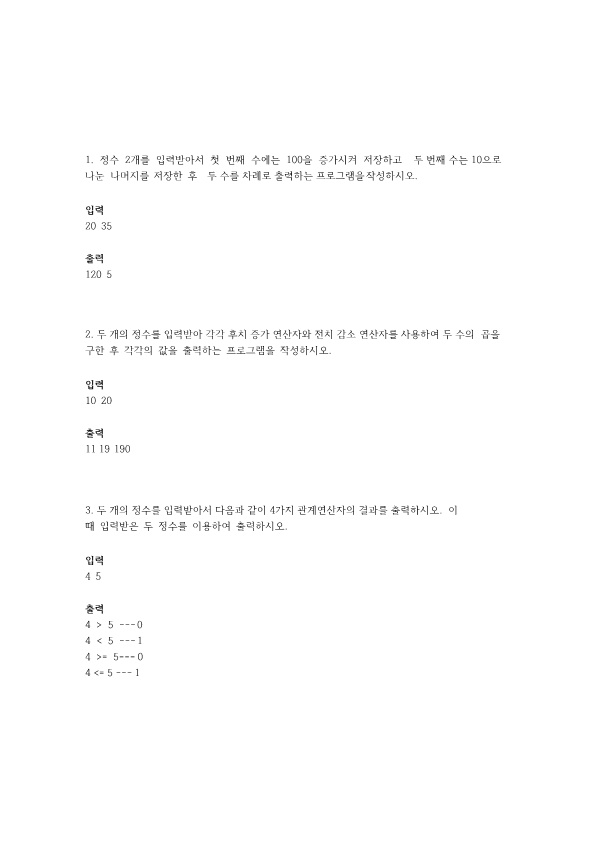 1. 정수 2개를 입력받아서 첫 번째 수에는 100을 증가시켜 저장하고 두 번째 수는 10으로
나눈 나머지를 저장한 후 두 수를 차례로 출력하는 프로그램을작성하시오.
입력
20 35
출력
120 5
2. 두 개의 정수를 입력받아 각각 후치 증가 연산자와 전치 감소 연산자를 사용하여 두 수의 곱을
구한 후 각각의 값을 출력하는 프로그램을 작성하시오.
입력
10 20
출력
11 19 190
3. 두 개의 정수를 입력받아서 다음과 같이 4가지 관계연산자의 결과를 출력하시오. 이
때 입력받은 두 정수를 이용하여 출력하시오.
입력
4 5
출력
4 > 5 ---0
4 < 5 ---1
4 >= 5--- 0
4 <= 5 --- 1